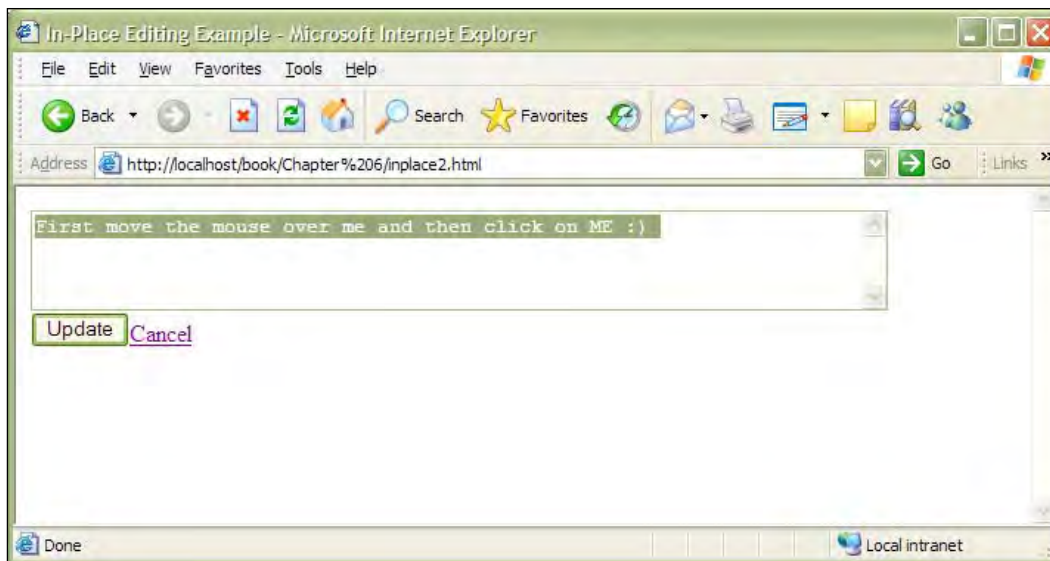 In-Place Editing Example - Microsoft Internet Explorer
File Edit View Favorites Tools Help
Back Search Favorites
Address http://localhost/book/Chapter%206/inplace2.html Go Links »
First move the mouse over me and then click on ME :)
Update Cancel
Done Local intranet